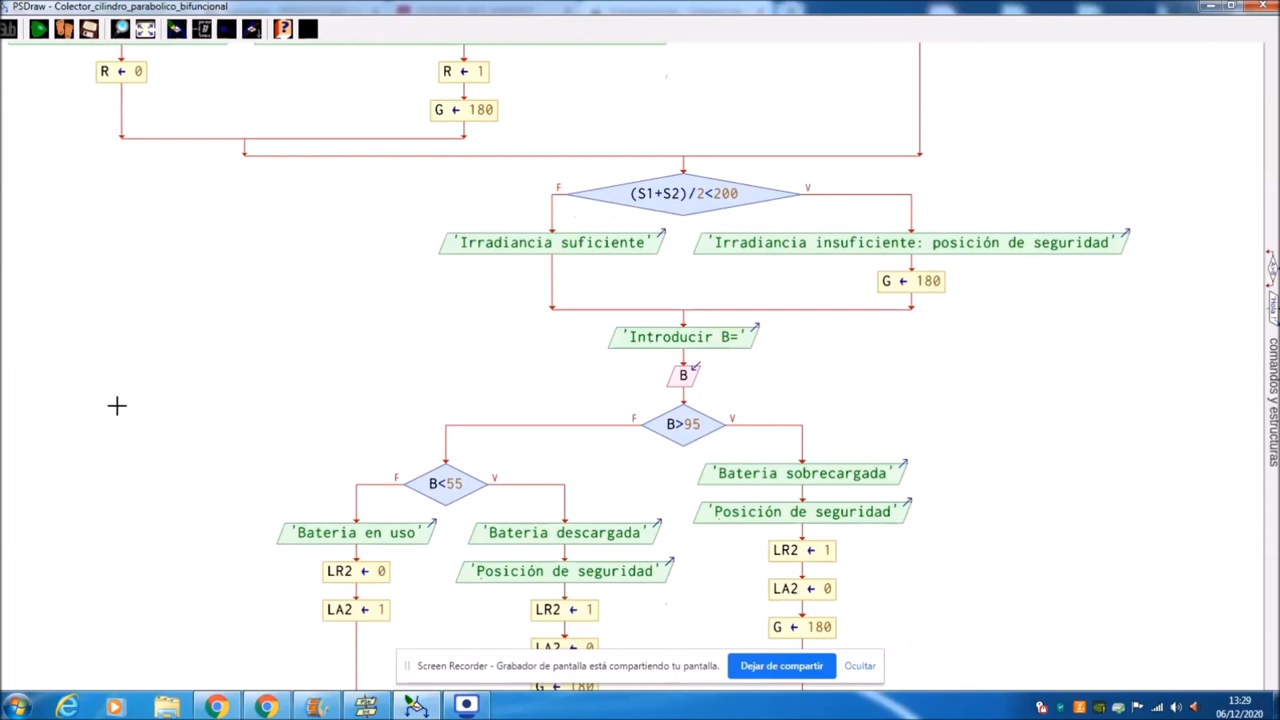 PSDraw - Colector_cilindro_parabolico_bifuncional
R ← 0
R ← 1
G ← 180
F
(S1+S2)/2<200
V
'Irradiancia suficiente'
'Irradiancia insuficiente: posición de seguridad'
G ← 180
'Introducir B='
B
F
B>95
V
F
B<55
V
'Bateria sobrecargada'
'Posición de seguridad'
'Bateria en uso'
'Bateria descargada'
LR2 ← 1
LR2 ← 0
'Posición de seguridad'
LA2 ← 0
LA2 ← 1
LR2 ← 1
G ← 180
LA2 ← 0
G ← 180
comandos y estructuras
Screen Recorder - Grabador de pantalla está compartiendo tu pantalla.
Dejar de compartir
Ocultar
13:29
06/12/2020